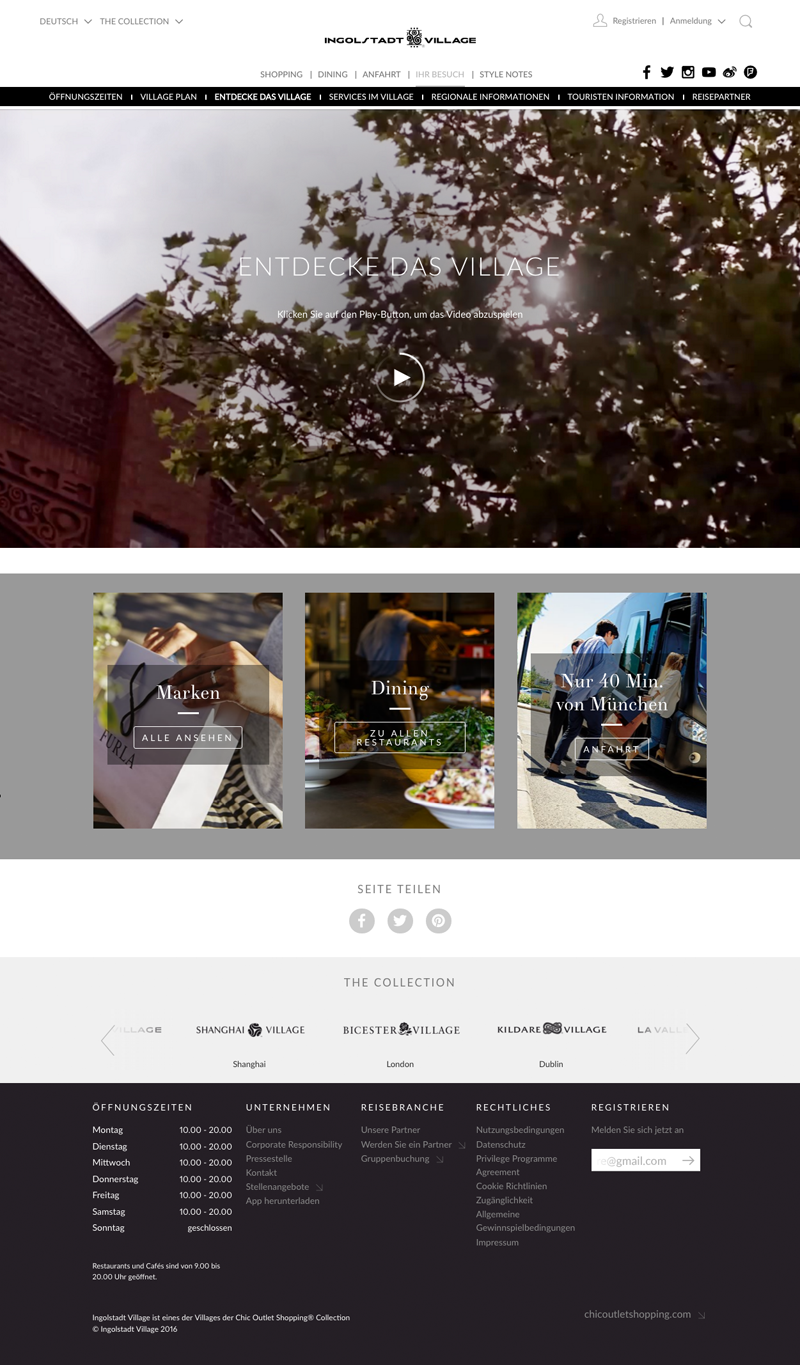 DEUTSCH THE COLLECTION
Registrieren | Anmeldung
INGOLSTADT VILLAGE
SHOPPING | DINING | ANFAHRT | IHR BESUCH | STYLE NOTES
ÖFFNUNGSZEITEN | VILLAGE PLAN | ENTDECKE DAS VILLAGE | SERVICES IM VILLAGE | REGIONALE INFORMATIONEN | TOURISTEN INFORMATION | REISEPARTNER
ENTDECKE DAS VILLAGE
Klicken Sie auf den Play-Button, um das Video abzuspielen
Marken
ALLE ANSEHEN
FURLA
Dining
ZU ALLEN
RESTAURANTS
Nur 40 Min.
von München
ANFAHRT
SEITE TEILEN
THE COLLECTION
ILLAGE
SHANGHAI VILLAGE
Shanghai
BICESTER VILLAGE
London
KILDARE VILLAGE
Dublin
LA VALL
ÖFFNUNGSZEITEN
Montag 10.00 - 20.00
Dienstag 10.00 - 20.00
Mittwoch 10.00 - 20.00
Donnerstag 10.00 - 20.00
Freitag 10.00 - 20.00
Samstag 10.00 - 20.00
Sonntag geschlossen
Restaurants und Cafés sind von 9.00 bis
20.00 Uhr geöffnet.
UNTERNEHMEN
Über uns
Corporate Responsibility
Pressestelle
Kontakt
Stellenangebote
App herunterladen
REISEBRANCHE
Unsere Partner
Werden Sie ein Partner
Gruppenbuchung
RECHTLICHES
Nutzungsbedingungen
Datenschutz
Privilege Programme
Agreement
Cookie Richtlinien
Zugänglichkeit
Allgemeine
Gewinnspielbedingungen
Impressum
REGISTRIEREN
Melden Sie sich jetzt an
e@gmail.com
Ingolstadt Village ist eines der Villages der Chic Outlet Shopping® Collection
© Ingolstadt Village 2016
chicoutletshopping.com